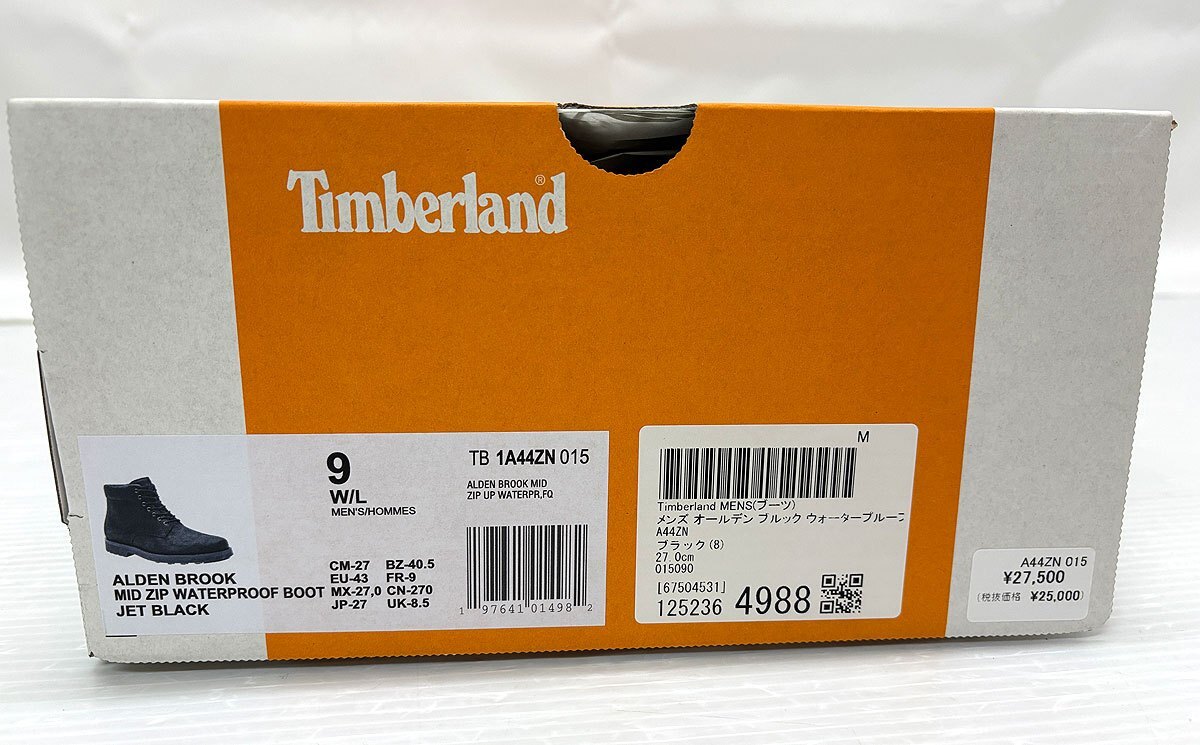 Timberland®
9
W/L
MEN'S/HOMMES
TB 1A44ZN 015
ALDEN BROOK MID
ZIP UP WATERPR,FQ
CM-27 BZ-40.5
EU-43 FR-9
MX-27,0 CN-270
JP-27 UK-8.5
ALDEN BROOK
MID ZIP WATERPROOF BOOT
JET BLACK
1 97641 01498 2
M
Timberland MENS(ブーツ)
メンズ オールデン ブルック ウォータープルーフ
A44ZN
ブラック(8)
27.0cm
015090
[67504531]
125236 4988
A44ZN 015
¥27,500
(税抜価格 ¥25,000)